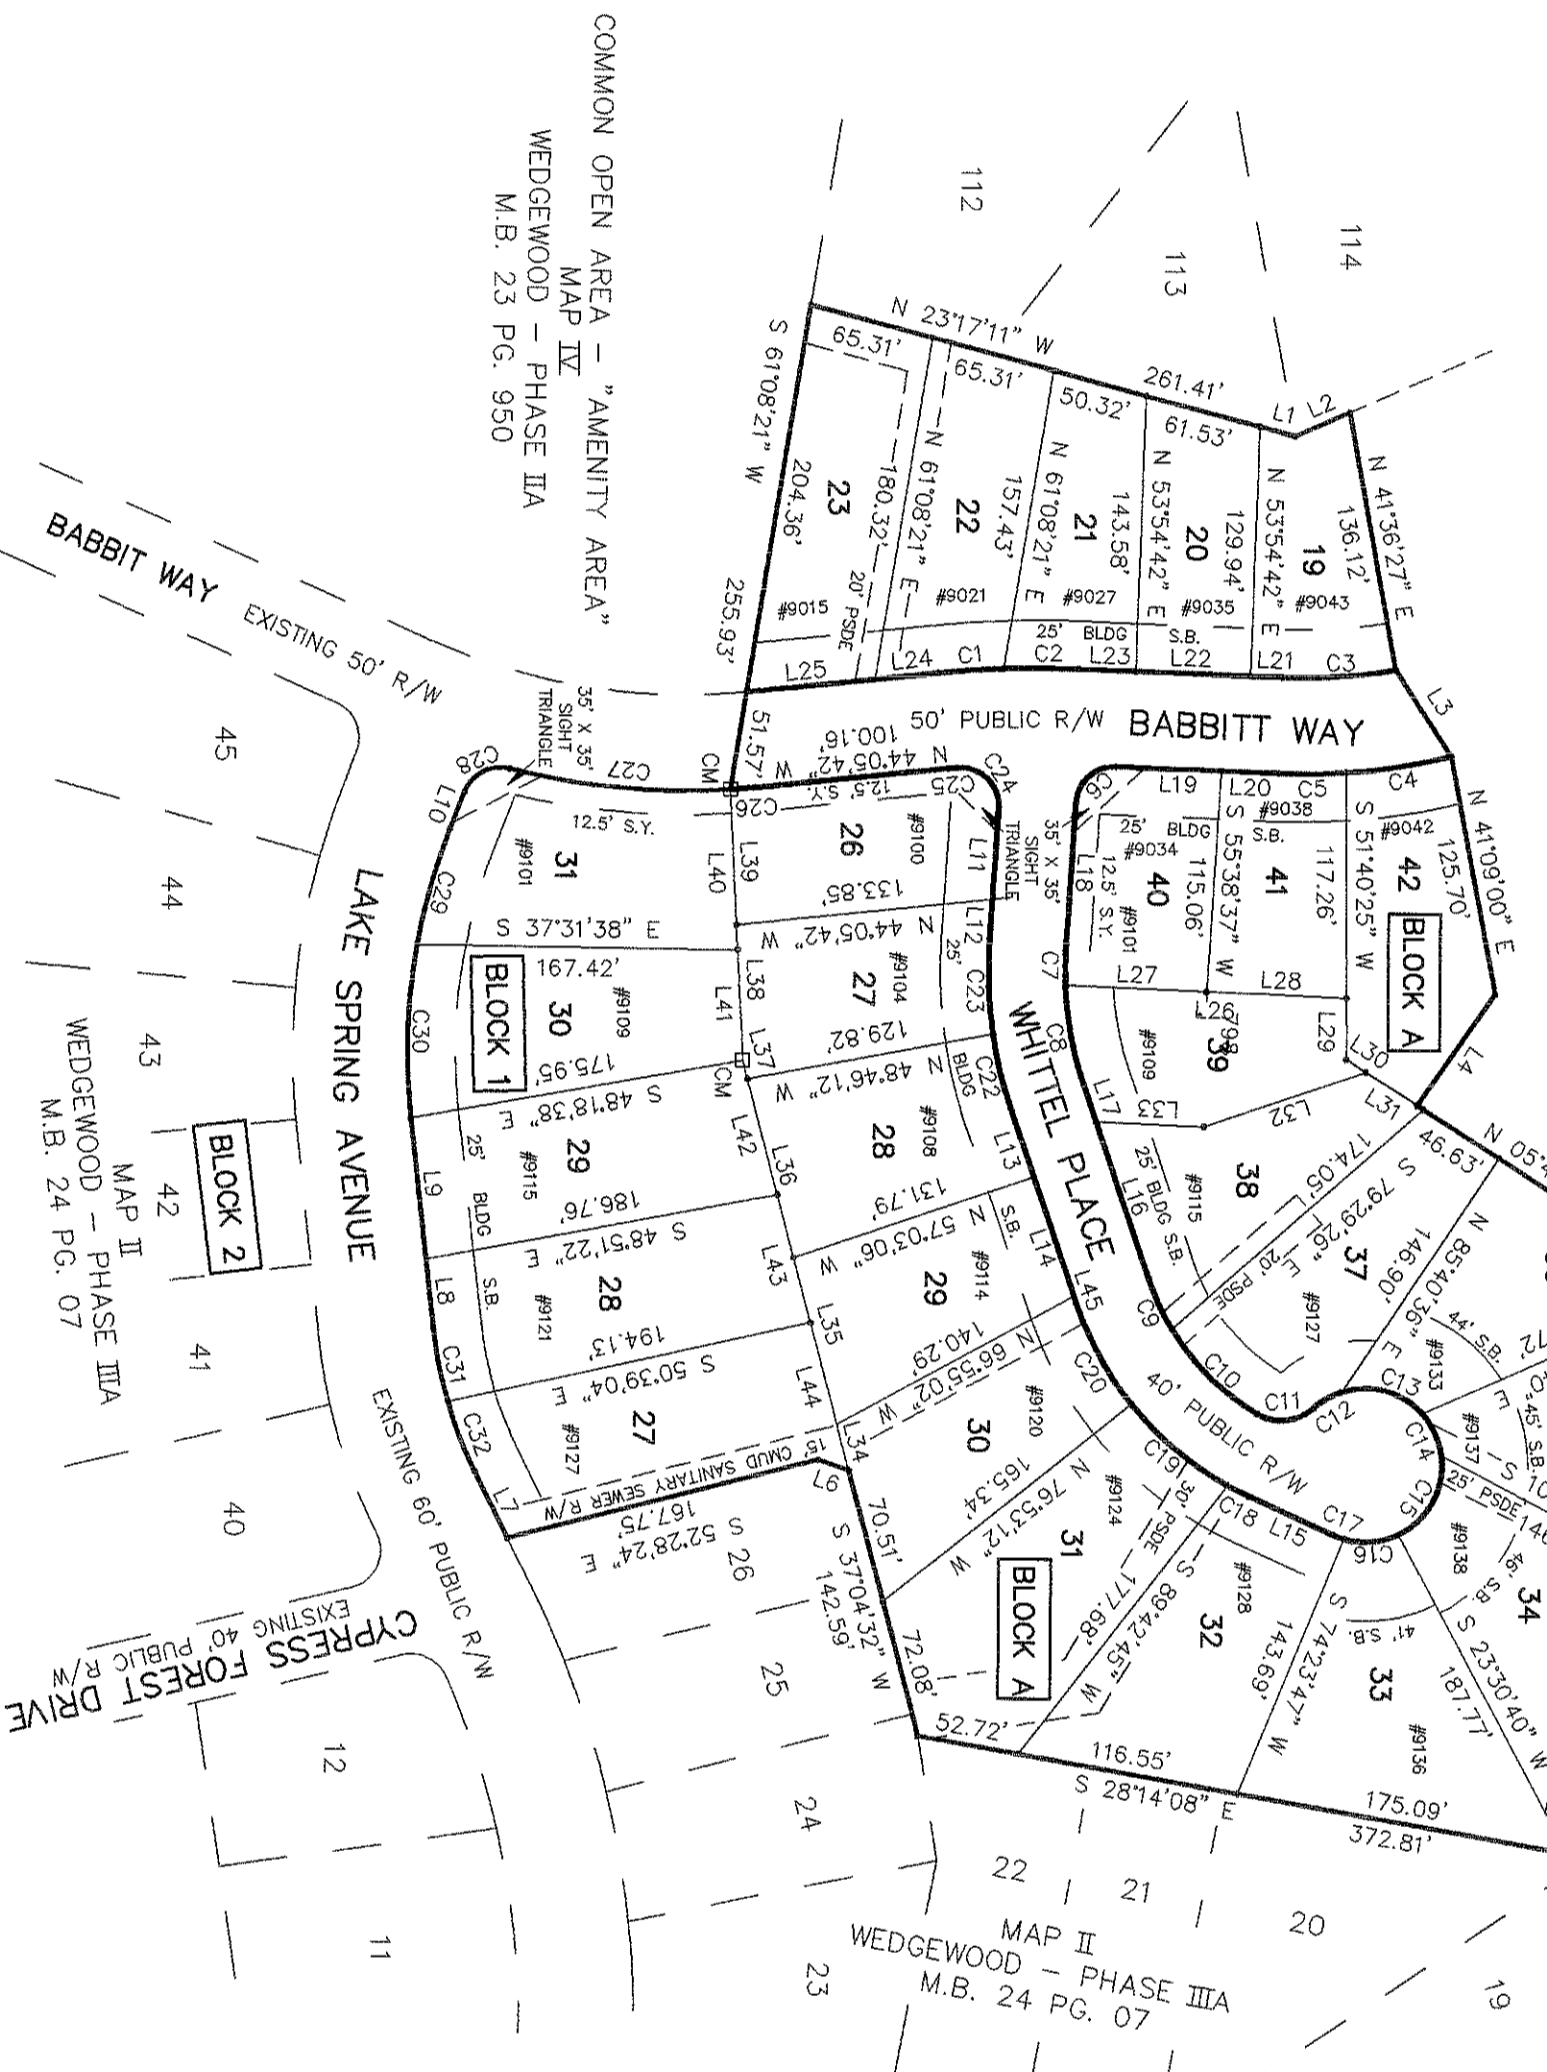 COMMON OPEN AREA - "AMENITY AREA"
MAP IV
WEDGEWOOD - PHASE IIA
M.B. 23 PG. 950
112
113
114
N 23°17'11" W
261.41'
65.31'
65.31'
50.32'
61.53'
L1
L2
N 41°36'27" E
136.12'
19
#9043
N 53°54'42" E
129.94'
20
#9035
N 53°54'42" E
143.58'
21
#9027
N 61°08'21" E
157.43'
22
#9021
N 61°08'21" E
180.32'
20' PSDE
23
#9015
204.36'
S 61°08'21" W
255.93'
25' BLDG S.B.
L25
L24
C1
C2
L23
L22
L21
C3
L3
51.57'
50' PUBLIC R/W
BABBITT WAY
N 44°05'42" W
100.16'
BABBIT WAY
EXISTING 50' R/W
35' X 35'
SIGHT
TRIANGLE
C28
L10
C27
CM
C26
12.5' S.Y.
C25
C24
L11
35' X 35'
SIGHT
TRIANGLE
C6
L19
L20
C5
C4
N 41°09'00" E
125.70'
42
#9042
BLOCK A
S 51°40'25" W
117.26'
41
#9038
S 55°38'37" W
115.06'
40
#9034
#9101
25' BLDG S.B.
12.5' S.Y.
L18
C7
L27
L28
L26
L29
L30
L31
L4
39
#9109
C8
L17
L33
L32
38
#9115
25' BLDG S.B.
L16
C9
174.05'
S 79°29'26" E
20' PSDE
37
#9127
46.63'
N 85°40'36" E
146.90'
44' S.B.
#9133
C10
C11
C12
C13
C14
C15
C16
C17
C18
C19
C20
L15
#9137
45' S.B.
25' PSDE
#9138
34
S 23°30'40" W
187.77'
41' S.B.
33
#9136
S 74°23'47" W
143.69'
32
#9128
S 89°42'45" W
177.68'
30' PSDE
31
#9124
BLOCK A
N 76°53'12" W
165.34'
30
#9120
N 66°55'02" W
140.29'
29
#9114
L45
L14
S.B.
N 57°03'06" W
131.79'
28
#9108
L13
C22
BLDG
N 48°46'12" W
129.82'
27
#9104
C23
L12
25'
N 44°05'42" W
133.85'
26
#9100
WHITTEL PLACE
40' PUBLIC R/W
L39
L40
L38
L41
L37
CM
L42
L36
L43
L35
L44
L34
12.5' S.Y.
31
#9101
C29
S 37°31'38" E
167.42'
BLOCK 1
30
#9109
C30
175.95'
S 48°18'38" E
29
#9115
25' BLDG S.B.
L9
186.76'
S 48°51'22" E
28
#9121
L8
C31
194.13'
S 50°39'04" E
27
#9127
C32
L7
15' CMUD SANITARY SEWER R/W
167.75'
S 52°28'24" E
L6
70.51'
S 37°04'32" W
142.59'
72.08'
52.72'
116.55'
S 28°14'08" E
175.09'
372.81'
LAKE SPRING AVENUE
EXISTING 60' PUBLIC R/W
CYPRESS FOREST DRIVE
EXISTING 40' PUBLIC R/W
45
44
43
42
41
40
BLOCK 2
MAP II
WEDGEWOOD - PHASE IIIA
M.B. 24 PG. 07
12
11
26
25
24
23
22
21
20
19
MAP II
WEDGEWOOD - PHASE IIIA
M.B. 24 PG. 07